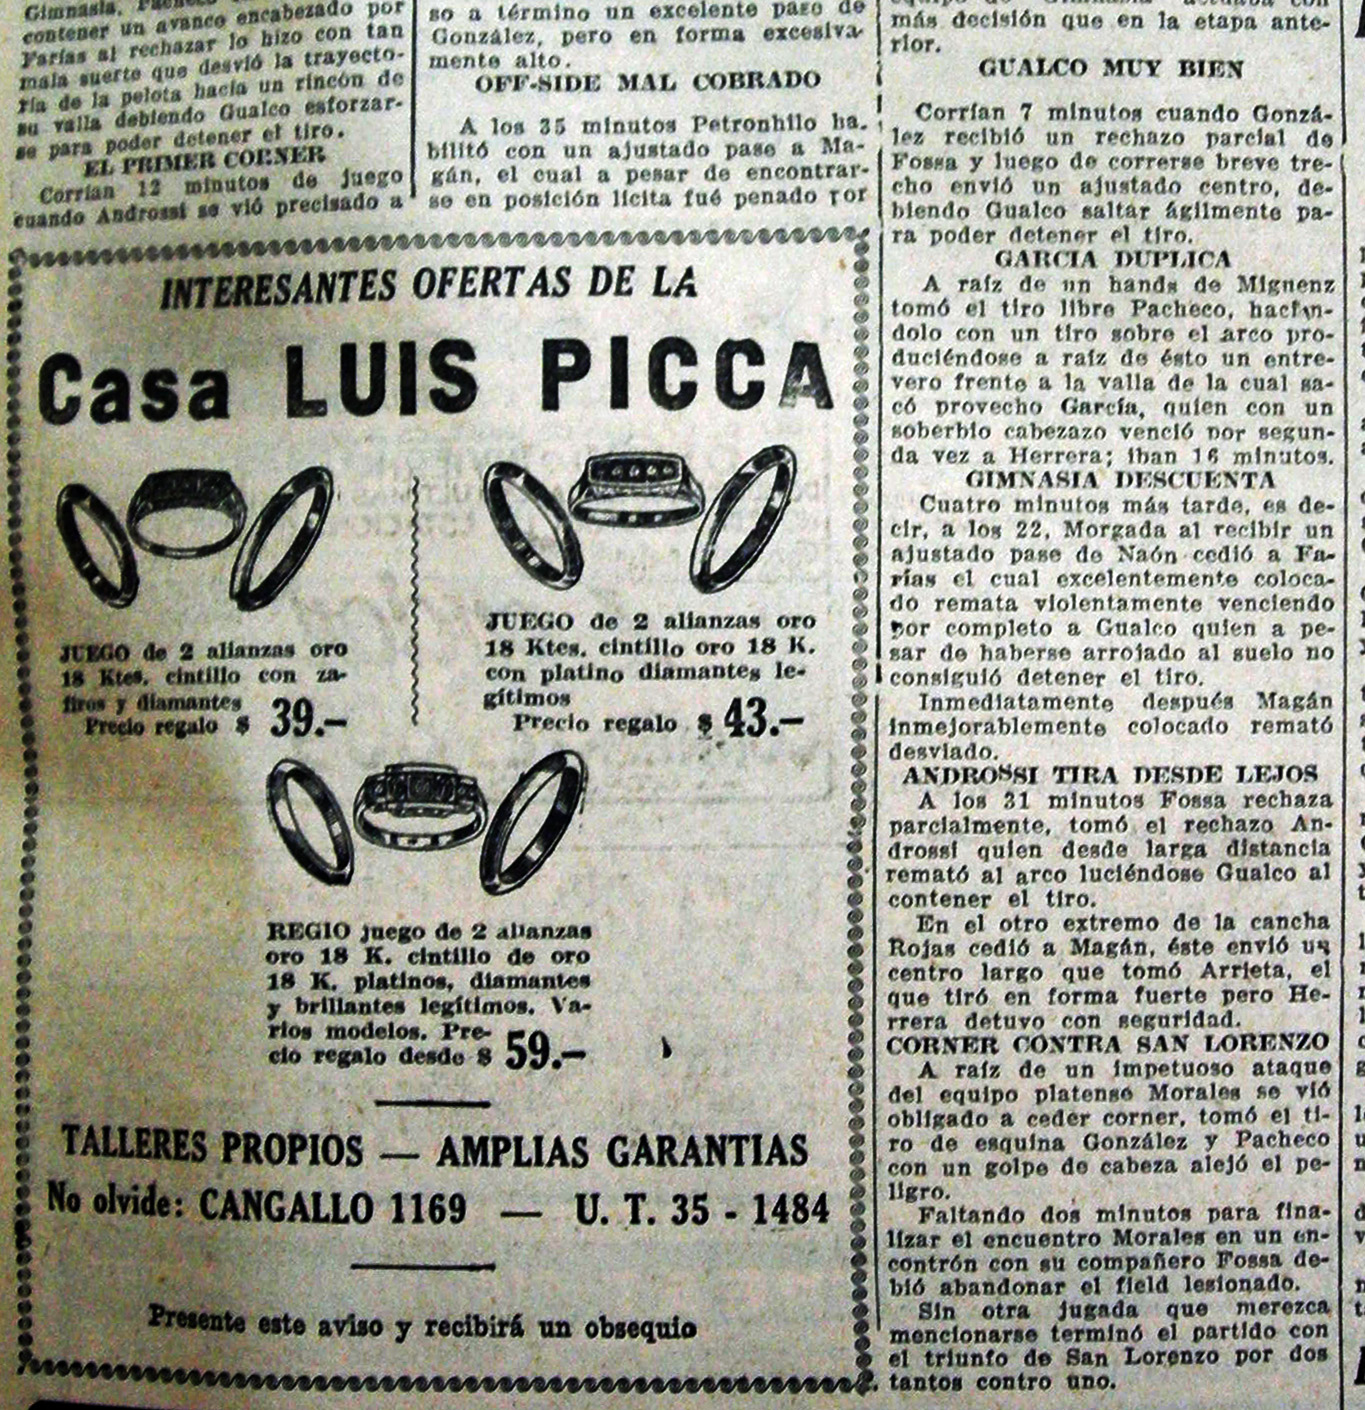 Gimnasia,
contener un avance encabezado por
Farías al rechazar lo hizo con tan
mala suerte que desvió la trayecto-
ria de la pelota hacia un rincón de
su valla debiendo Gualco esforzar-
se para poder detener el tiro.
EL PRIMER CORNER
Corrían 12 minutos de juego
cuando Androssi se vió precisado a
so a término un excelente pase de
González, pero en forma excesiva-
mente alto.
OFF-SIDE MAL COBRADO
A los 35 minutos Petronhilo ha.
bilitó con un ajustado pase a Ma-
gán, el cual a pesar de encontrar-
se en posición lícita fué penado por
INTERESANTES OFERTAS DE LA
Casa LUIS PICCA
JUEGO de 2 alianzas oro
18 Ktes. cintillo con za-
firos y diamantes
Precio regalo $ 39.–
JUEGO de 2 alianzas oro
18 Ktes. cintillo oro 18 K.
con platino diamantes le-
gítimos
Precio regalo $ 43.–
REGIO juego de 2 alianzas
oro 18 K. cintillo de oro
18 K. platinos, diamantes
y brillantes legítimos. Va-
rios modelos. Pre-
cio regalo desde $ 59.–
TALLERES PROPIOS — AMPLIAS GARANTIAS
No olvide: CANGALLO 1169 — U. T. 35 - 1484
Presente este aviso y recibirá un obsequio
más decisión que en la etapa ante-
rior.
GUALCO MUY BIEN
Corrían 7 minutos cuando Gonzá-
lez recibió un rechazo parcial de
Fossa y luego de correrse breve tre-
cho envió un ajustado centro, de-
biendo Gualco saltar ágilmente pa-
ra poder detener el tiro.
GARCIA DUPLICA
A raíz de un hands de Miguenz
tomó el tiro libre Pacheco, hacién-
dolo con un tiro sobre el arco pro-
duciéndose a raíz de ésto un entre-
vero frente a la valla de la cual sa-
có provecho García, quien con un
soberbio cabezazo venció por segun-
da vez a Herrera; iban 16 minutos.
GIMNASIA DESCUENTA
Cuatro minutos más tarde, es de-
cir, a los 22, Morgada al recibir un
ajustado pase de Naón cedió a Fa-
rías el cual excelentemente coloca-
do remata violentamente venciendo
por completo a Gualco quien a pe-
sar de haberse arrojado al suelo no
consiguió detener el tiro.
Inmediatamente después Magán
inmejorablemente colocado remató
desviado.
ANDROSSI TIRA DESDE LEJOS
A los 31 minutos Fossa rechaza
parcialmente, tomó el rechazo An-
drossi quien desde larga distancia
remató al arco luciéndose Gualco al
contener el tiro.
En el otro extremo de la cancha
Rojas cedió a Magán, éste envió un
centro largo que tomó Arrieta, el
que tiró en forma fuerte pero He-
rrera detuvo con seguridad.
CORNER CONTRA SAN LORENZO
A raíz de un impetuoso ataque
del equipo platense Morales se vió
obligado a ceder corner, tomó el ti-
ro de esquina González y Pacheco
con un golpe de cabeza alejó el pe-
ligro.
Faltando dos minutos para fina-
lizar el encuentro Morales en un en-
contrón con su compañero Fossa de-
bió abandonar el field lesionado.
Sin otra jugada que merezca
mencionarse terminó el partido con
el triunfo de San Lorenzo por dos
tantos contro uno.